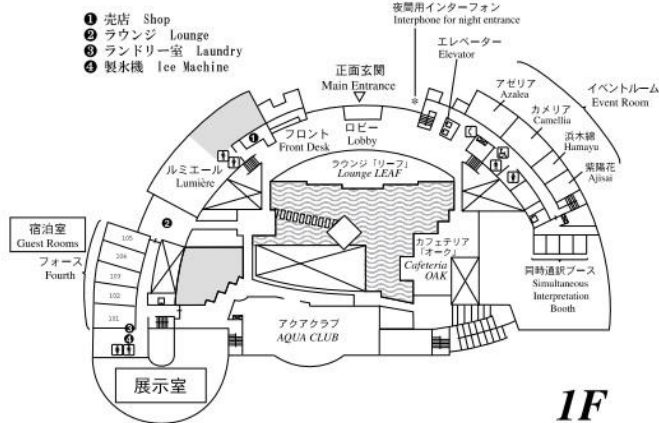 ❶ 売店 Shop
❷ ラウンジ Lounge
❸ ランドリー室 Laundry
❹ 製氷機 Ice Machine
夜間用インターフォン
Interphone for night entrance
エレベーター
Elevator
正面玄関
Main Entrance
※
アゼリア
Azalea
イベントルーム
Event Room
カメリア
Camellia
浜木綿
Hamayu
紫陽花
Ajisai
❶
フロント
Front Desk
ロビー
Lobby
ルミエール
Lumière
ラウンジ「リーフ」
Lounge LEAF
❷
宿泊室
Guest Rooms
フォース
Fourth
105
104
103
102
101
❸
❹
カフェテリア
「オーク」
Cafeteria
OAK
同時通訳ブース
Simultaneous
Interpretation
Booth
アクアクラブ
AQUA CLUB
展示室
1F